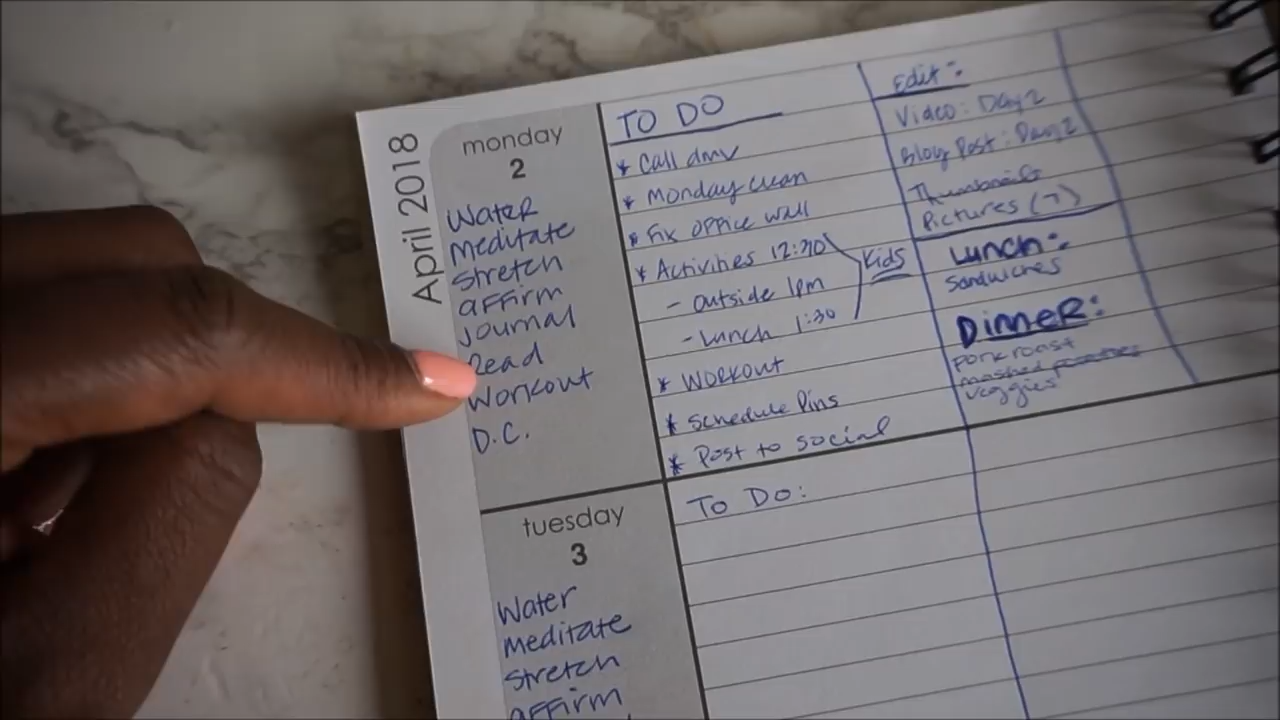 April 2018
monday
2
Water
Meditate
Stretch
affirm
Journal
Read
Workout
D.C.
TO DO
* Call dmv
* Monday clean
* Fix office wall
* Activities 12:30
- outside 1pm
- Lunch 1:30
Kids
* Workout
* Schedule Pins
* Post to social
Edit:
Video: Day 2
Blog Post: Day 2
Thumbnails
Pictures (7)
Lunch:
Sandwiches
Dinner:
Pork roast
mashed potatoes
veggies
tuesday
3
Water
Meditate
Stretch
affirm
To Do: